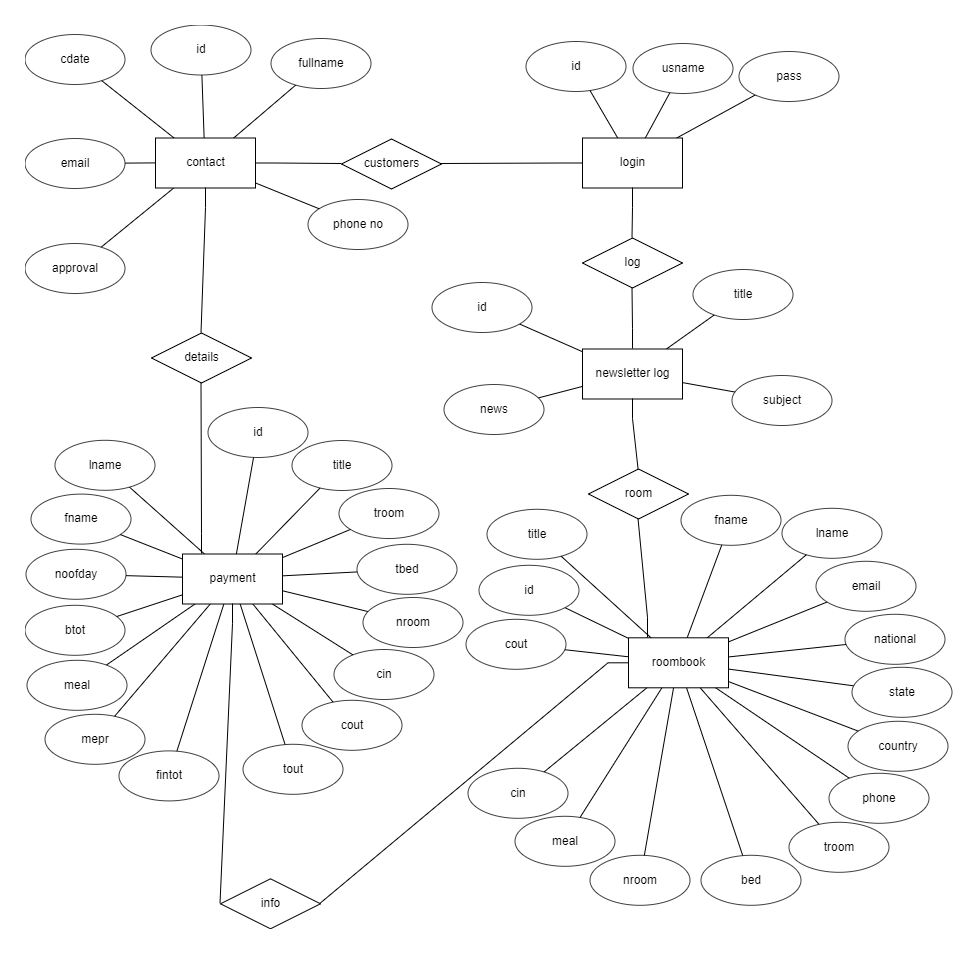 cdate
id
fullname
id
usname
pass
email
contact
customers
login
phone no
approval
log
id
title
details
newsletter log
news
subject
id
lname
title
room
troom
fname
fname
title
lname
noofday
payment
tbed
id
email
btot
nroom
cout
national
meal
cin
roombook
state
mepr
cout
country
fintot
tout
cin
phone
meal
troom
nroom
bed
info